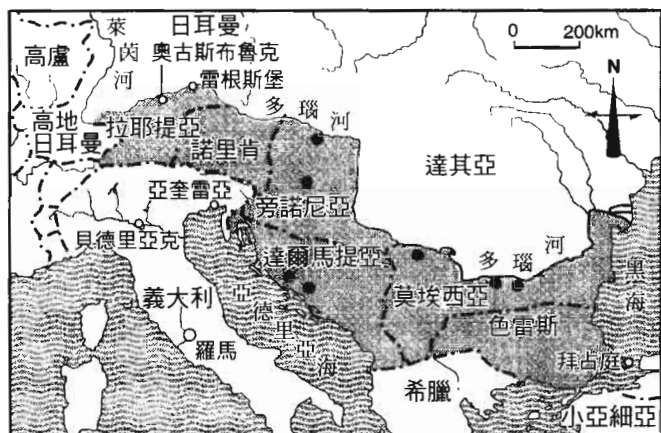 日耳曼
高盧
萊茵河
奧古斯布魯克
雷根斯堡
0 200km
N
高地
日耳曼
拉耶提亞
諾里肯
多瑙河
達其亞
亞奎雷亞
旁諾尼亞
貝德里亞克
達爾馬提亞
莫埃西亞
多瑙河
黑海
義大利
亞德里亞海
色雷斯
羅馬
拜占庭
希臘
小亞細亞